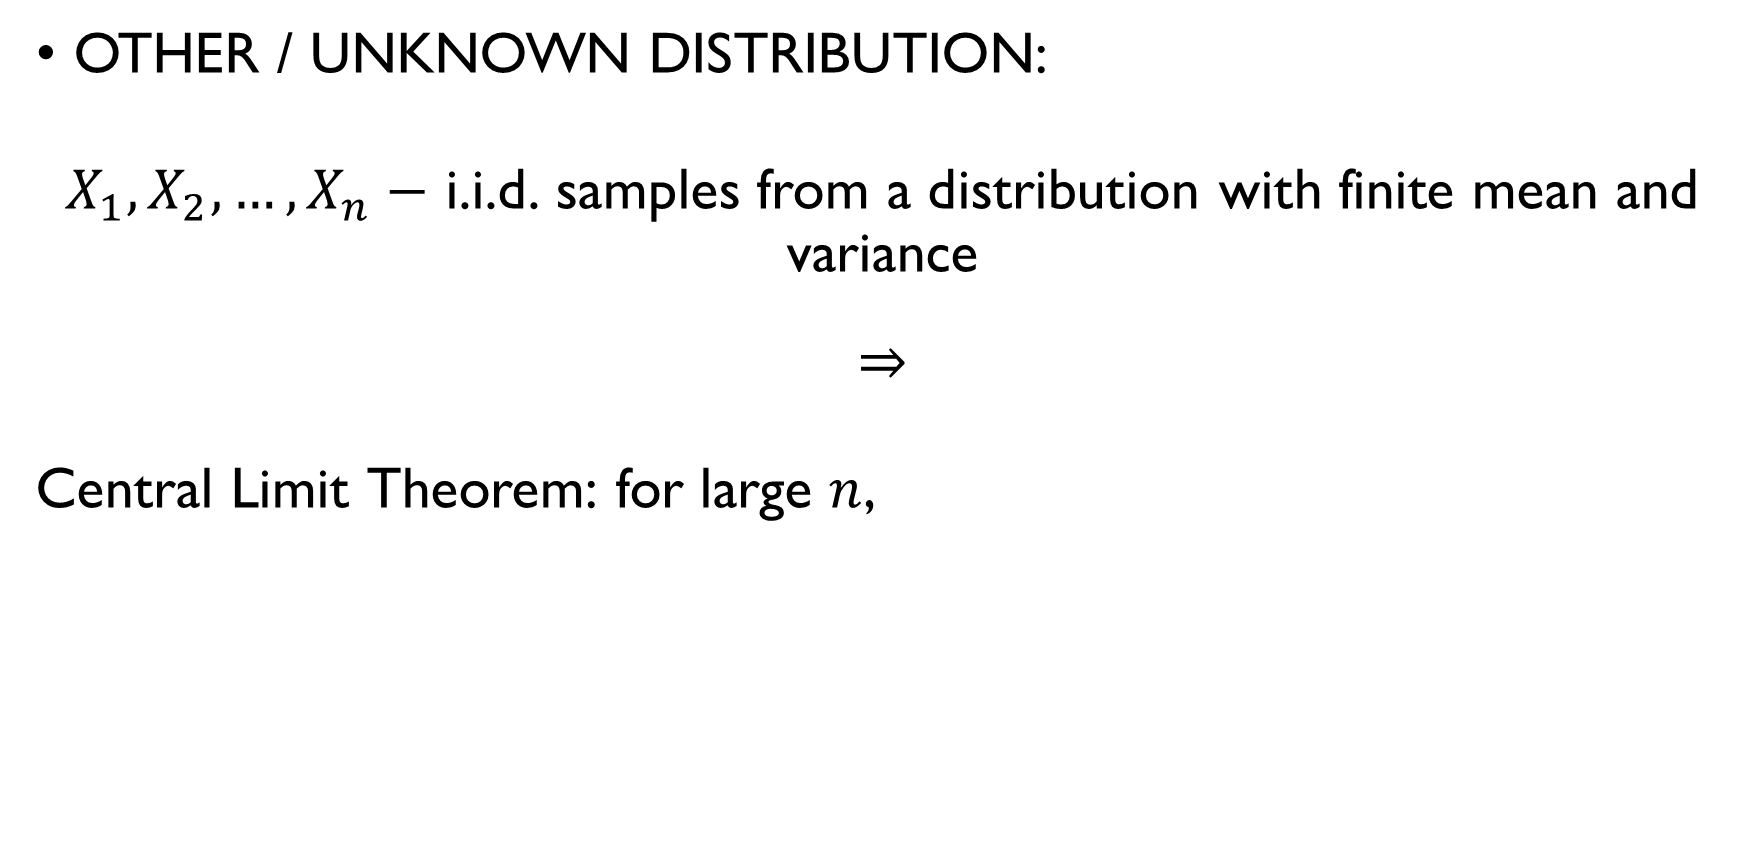 • OTHER / UNKNOWN DISTRIBUTION:
𝑋₁, 𝑋₂, … , 𝑋ₙ − i.i.d. samples from a distribution with finite mean and
variance
⇒
Central Limit Theorem: for large 𝑛,